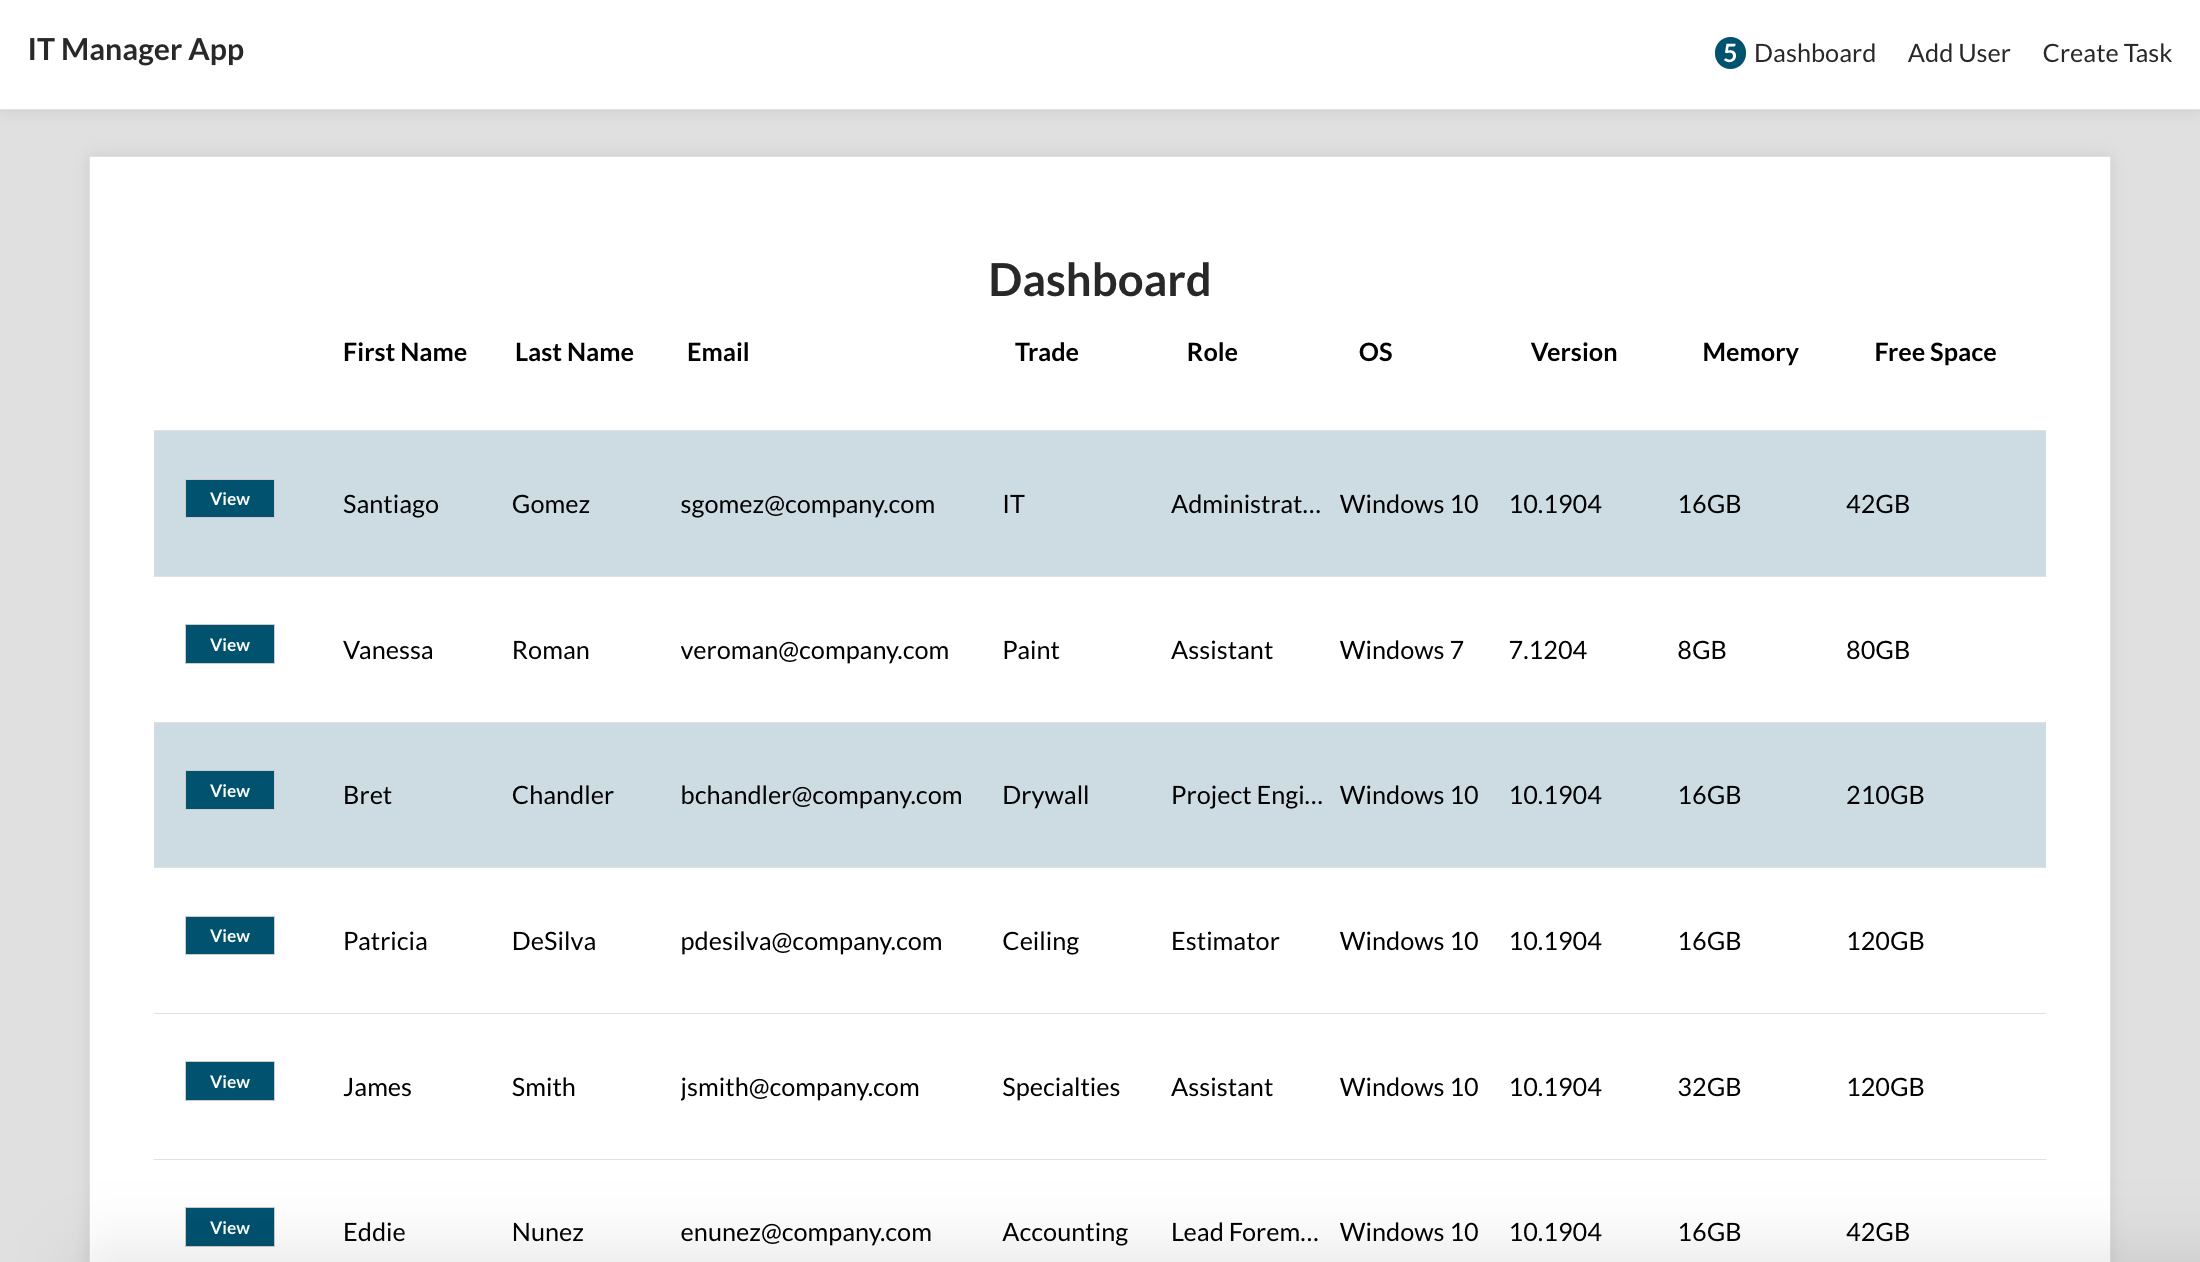 IT Manager App
5 Dashboard Add User Create Task
Dashboard
First Name Last Name Email Trade Role OS Version Memory Free Space
View Santiago Gomez sgomez@company.com IT Administrat... Windows 10 10.1904 16GB 42GB
View Vanessa Roman veroman@company.com Paint Assistant Windows 7 7.1204 8GB 80GB
View Bret Chandler bchandler@company.com Drywall Project Engi... Windows 10 10.1904 16GB 210GB
View Patricia DeSilva pdesilva@company.com Ceiling Estimator Windows 10 10.1904 16GB 120GB
View James Smith jsmith@company.com Specialties Assistant Windows 10 10.1904 32GB 120GB
View Eddie Nunez enunez@company.com Accounting Lead Forem... Windows 10 10.1904 16GB 42GB